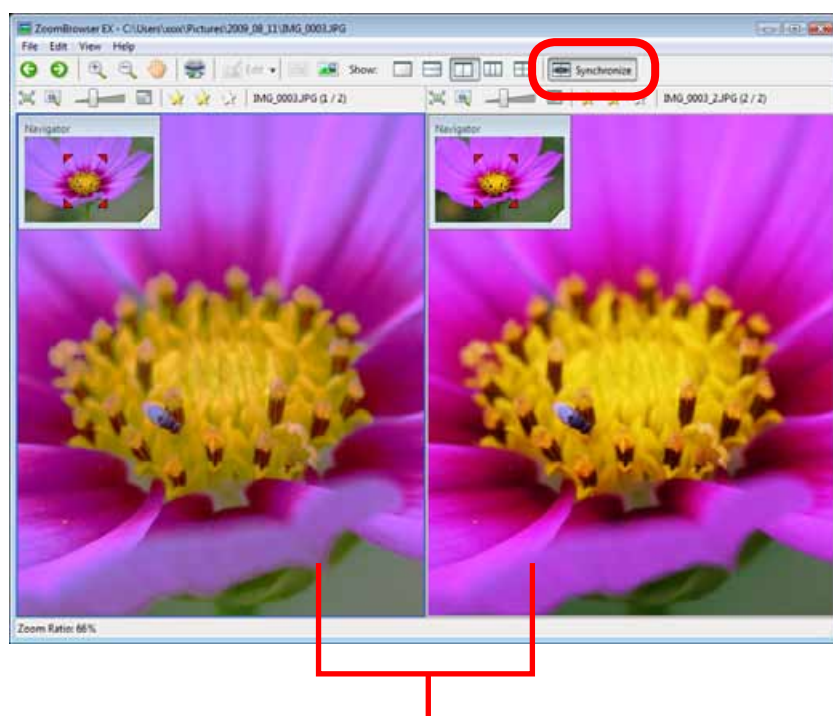 ZoomBrowser EX - C:\Users\xxxx\Pictures\2009_08_11\IMG_0003.JPG
File Edit View Help
Edit Show: Synchronize
IMG_0003.JPG (1 / 2) IMG_0003_2.JPG (2 / 2)
Navigator Navigator
Zoom Ratio: 66%